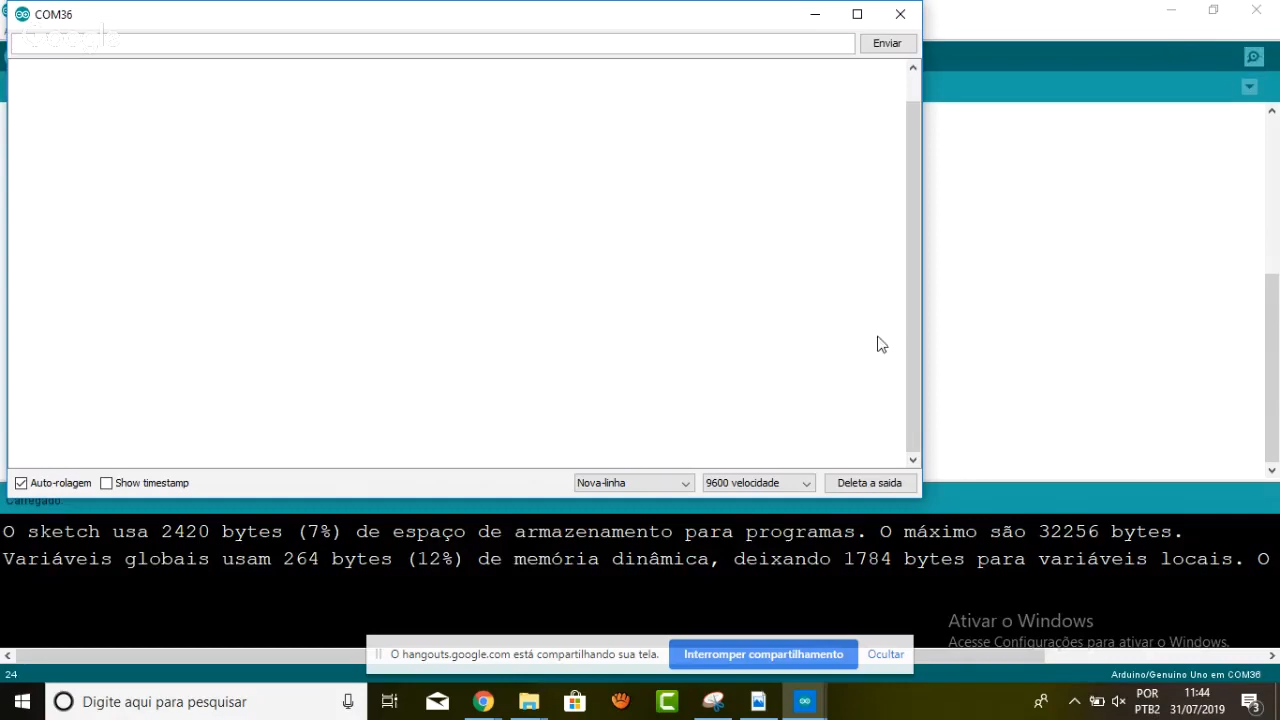 COM36
Google
Enviar
Auto-rolagem
Show timestamp
Nova-linha
9600 velocidade
Deleta a saida
Carregado.
O sketch usa 2420 bytes (7%) de espaço de armazenamento para programas. O máximo são 32256 bytes.
Variáveis globais usam 264 bytes (12%) de memória dinâmica, deixando 1784 bytes para variáveis locais. O
Ativar o Windows
Acesse Configurações para ativar o Windows.
O hangouts.google.com está compartilhando sua tela.
Interromper compartilhamento
Ocultar
24
Arduino/Genuino Uno em COM36
Digite aqui para pesquisar
POR
PTB2
11:44
31/07/2019
3